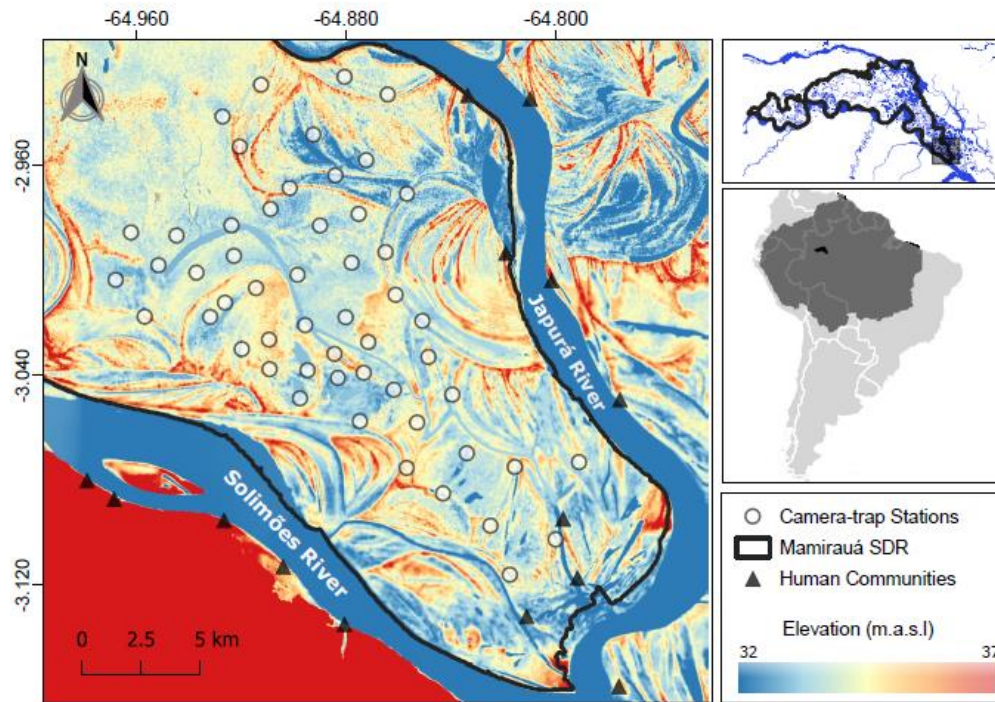 -64.960 -64.880 -64.800
N
-2.960
-3.040
-3.120
Japurá River
Solimões River
0 2.5 5 km
Camera-trap Stations
Mamirauá SDR
Human Communities
Elevation (m.a.s.l)
32 37